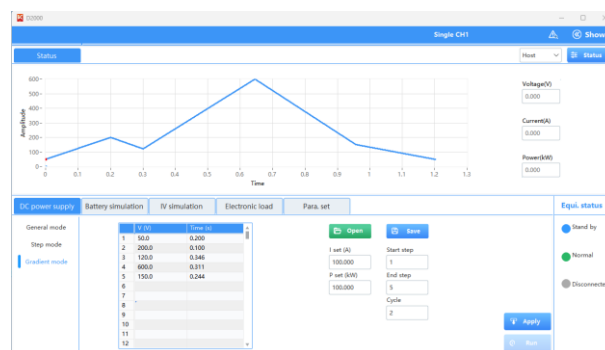 D2000
Single CH1
Show
Status
Host
Status
Voltage(V)
0.000
Current(A)
0.000
Power(kW)
0.000
Amplitude
600
500
400
300
200
100
0
0 0.1 0.2 0.3 0.4 0.5 0.6 0.7 0.8 0.9 1 1.1 1.2 1.3
Time
DC power supply Battery simulation IV simulation Electronic load Para. set
Equi. status
General mode
Step mode
Gradient mode
V (V) Time (s)
1 50.0 0.200
2 200.0 0.100
3 120.0 0.346
4 600.0 0.311
5 150.0 0.244
6
7
8
9
10
11
12
Open Save
I set (A) Start step
100.000 1
P set (kW) End step
100.000 5
Cycle
2
Apply
Run
Stand by
Normal
Disconnecte